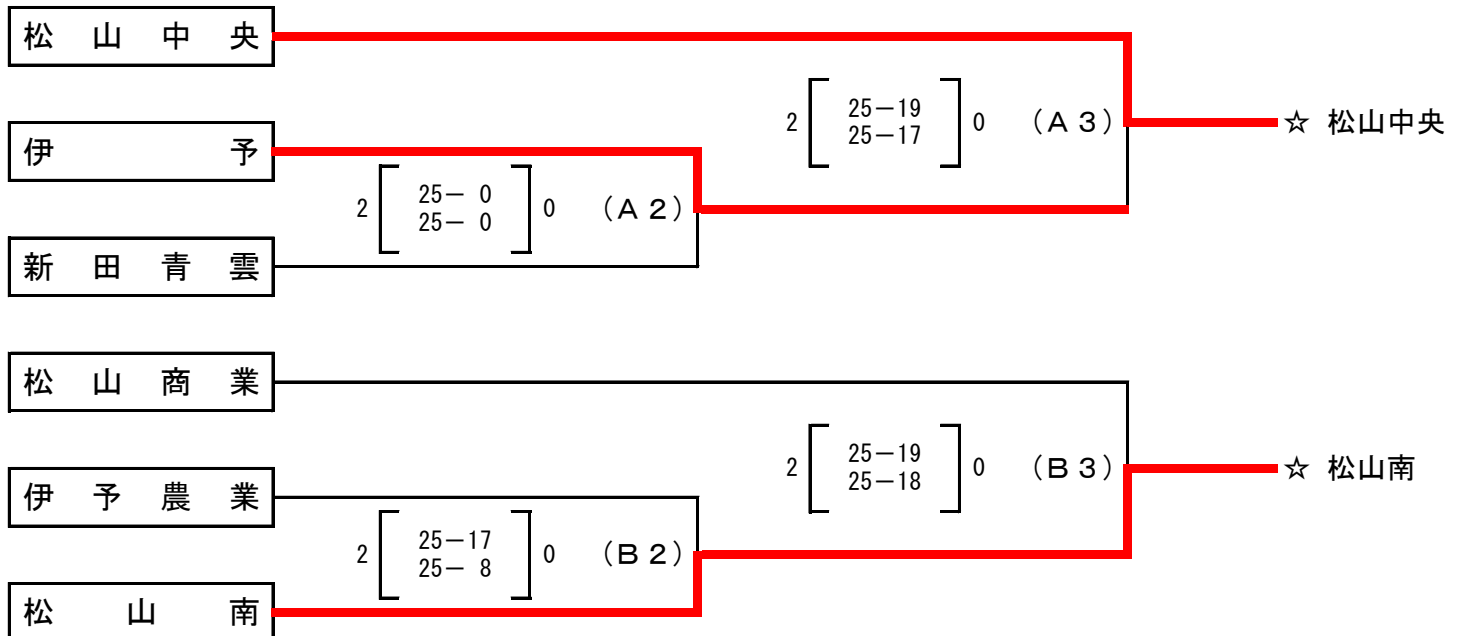 松山中央
2 25－19 0 （Ａ３）
25－17
☆ 松山中央
伊予
2 25－ 0 0 （Ａ２）
25－ 0
新田青雲
松山商業
2 25－19 0 （Ｂ３）
25－18
☆ 松山南
伊予農業
2 25－17 0 （Ｂ２）
25－ 8
松山南